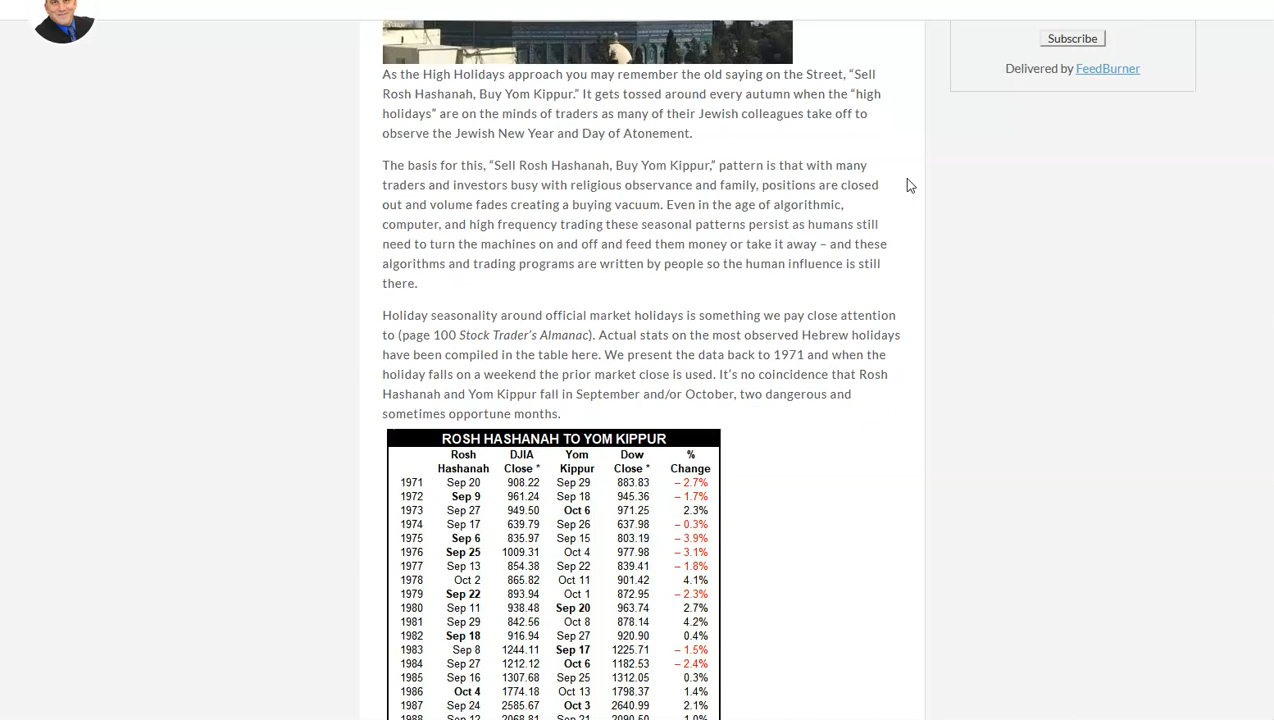 Subscribe
Delivered by FeedBurner
As the High Holidays approach you may remember the old saying on the Street, “Sell
Rosh Hashanah, Buy Yom Kippur.” It gets tossed around every autumn when the “high
holidays” are on the minds of traders as many of their Jewish colleagues take off to
observe the Jewish New Year and Day of Atonement.
The basis for this, “Sell Rosh Hashanah, Buy Yom Kippur,” pattern is that with many
traders and investors busy with religious observance and family, positions are closed
out and volume fades creating a buying vacuum. Even in the age of algorithmic,
computer, and high frequency trading these seasonal patterns persist as humans still
need to turn the machines on and off and feed them money or take it away – and these
algorithms and trading programs are written by people so the human influence is still
there.
Holiday seasonality around official market holidays is something we pay close attention
to (page 100 Stock Trader’s Almanac). Actual stats on the most observed Hebrew holidays
have been compiled in the table here. We present the data back to 1971 and when the
holiday falls on a weekend the prior market close is used. It’s no coincidence that Rosh
Hashanah and Yom Kippur fall in September and/or October, two dangerous and
sometimes opportune months.
ROSH HASHANAH TO YOM KIPPUR
Rosh DJIA Yom Dow %
Hashanah Close * Kippur Close * Change
1971 Sep 20 908.22 Sep 29 883.83 – 2.7%
1972 Sep 9 961.24 Sep 18 945.36 – 1.7%
1973 Sep 27 949.50 Oct 6 971.25 2.3%
1974 Sep 17 639.79 Sep 26 637.98 – 0.3%
1975 Sep 6 835.97 Sep 15 803.19 – 3.9%
1976 Sep 25 1009.31 Oct 4 977.98 – 3.1%
1977 Sep 13 854.38 Sep 22 839.41 – 1.8%
1978 Oct 2 865.82 Oct 11 901.42 4.1%
1979 Sep 22 893.94 Oct 1 872.95 – 2.3%
1980 Sep 11 938.48 Sep 20 963.74 2.7%
1981 Sep 29 842.56 Oct 8 878.14 4.2%
1982 Sep 18 916.94 Sep 27 920.90 0.4%
1983 Sep 8 1244.11 Sep 17 1225.71 – 1.5%
1984 Sep 27 1212.12 Oct 6 1182.53 – 2.4%
1985 Sep 16 1307.68 Sep 25 1312.05 0.3%
1986 Oct 4 1774.18 Oct 13 1798.37 1.4%
1987 Sep 24 2585.67 Oct 3 2640.99 2.1%
1988 Sep 12 2068.81 Sep 21 2090.50 1.0%